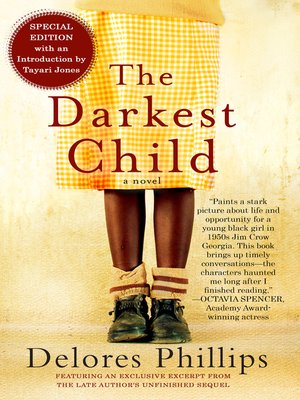 SPECIAL
EDITION
with an
Introduction by
Tayari Jones
The
Darkest
Child
a novel
“Paints a stark
picture about life and
opportunity for a
young black girl in
1950s Jim Crow
Georgia. This book
brings up timely
conversations—the
characters haunted
me long after I
finished reading.”
—OCTAVIA SPENCER,
Academy Award-
winning actress
Delores Phillips
FEATURING AN EXCLUSIVE EXCERPT FROM
THE LATE AUTHOR’S UNFINISHED SEQUEL